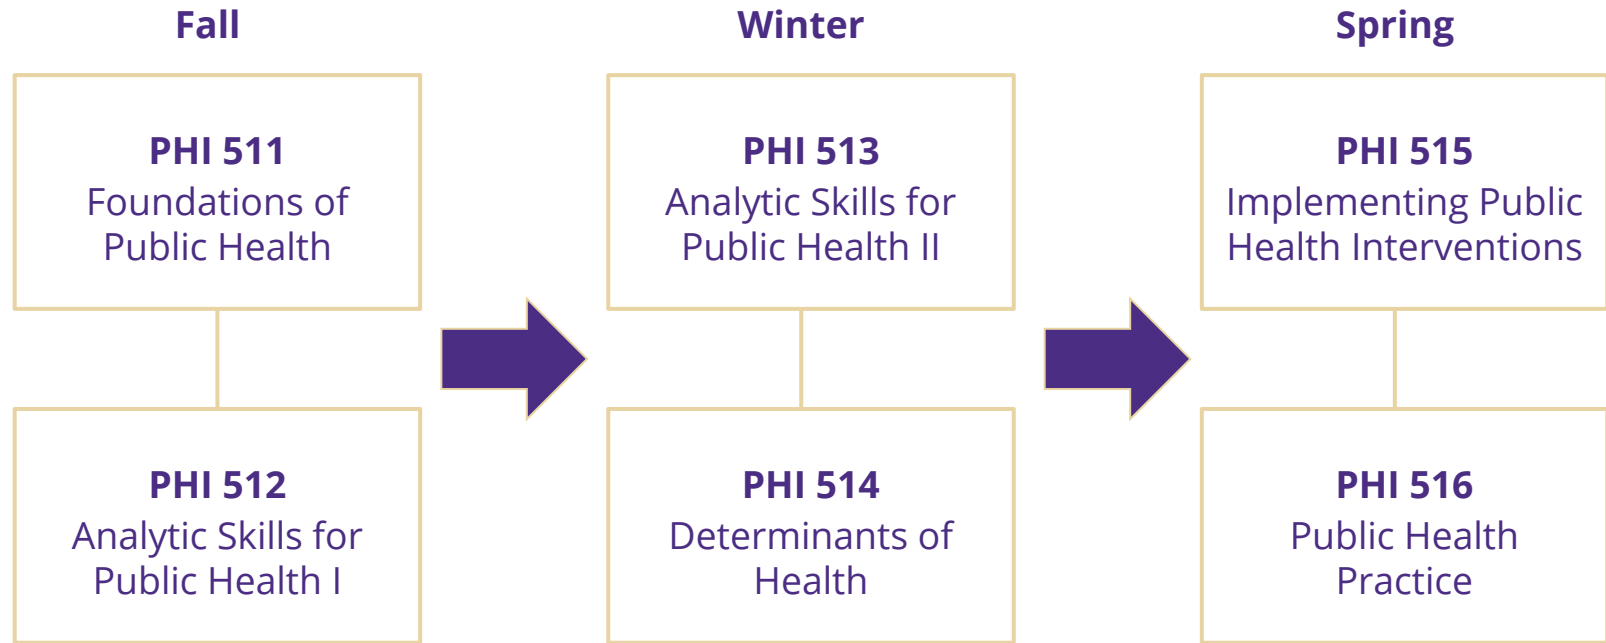 Fall
PHI 511
Foundations of
Public Health
PHI 512
Analytic Skills for
Public Health I
Winter
PHI 513
Analytic Skills for
Public Health II
PHI 514
Determinants of
Health
Spring
PHI 515
Implementing Public
Health Interventions
PHI 516
Public Health
Practice